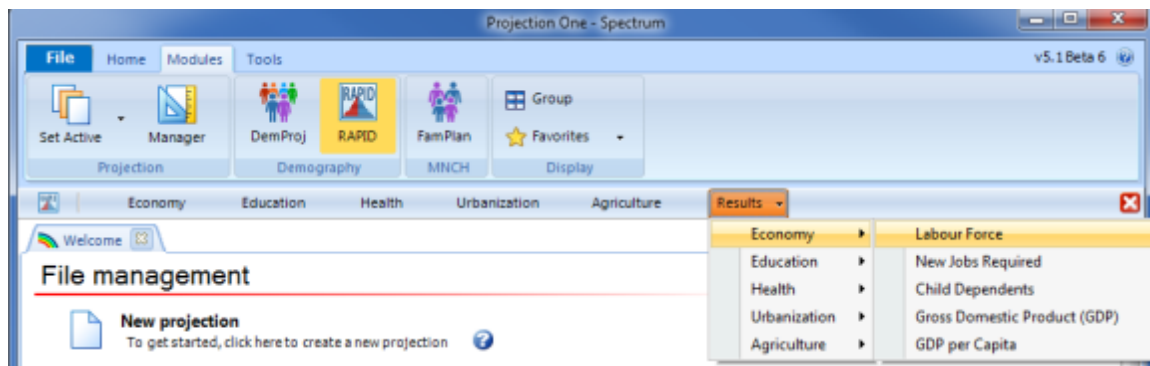 Projection One - Spectrum
File Home Modules Tools v5.1 Beta 6
RAPID
Group
Set Active Manager DemProj RAPID FamPlan Favorites
Projection Demography MNCH Display
Economy Education Health Urbanization Agriculture Results
Welcome
Economy Labour Force
File management
Education New Jobs Required
Health Child Dependents
New projection
Urbanization Gross Domestic Product (GDP)
To get started, click here to create a new projection
Agriculture GDP per Capita